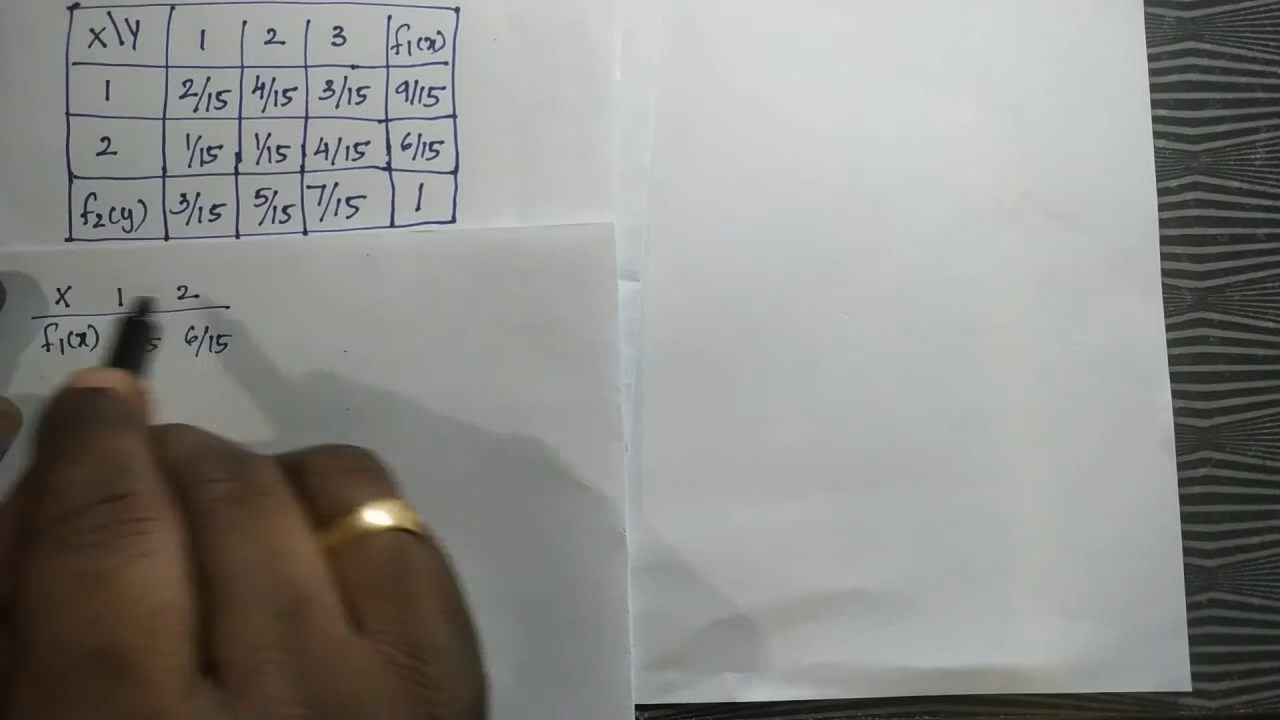 X\Y 1 2 3 f₁(x)
1 2/15 4/15 3/15 9/15
2 1/15 1/15 4/15 6/15
f₂(y) 3/15 5/15 7/15 1
X 1 2
f₁(x) 6/15